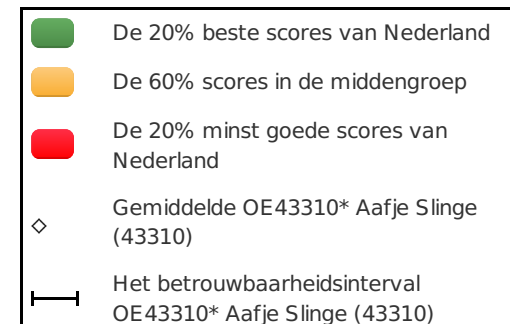 De 20% beste scores van Nederland
De 60% scores in de middengroep
De 20% minst goede scores van
Nederland
Gemiddelde OE43310* Aafje Slinge
(43310)
Het betrouwbaarheidsinterval
OE43310* Aafje Slinge (43310)